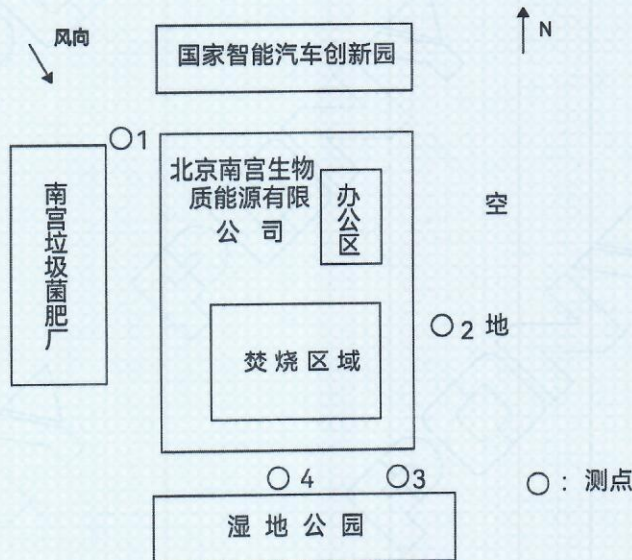 风向
N
国家智能汽车创新园
1
北京南宫生物
质能源有限
公司
办公区
南宫垃圾菌肥厂
空地
2
焚烧区域
4
3
：测点
湿地公园